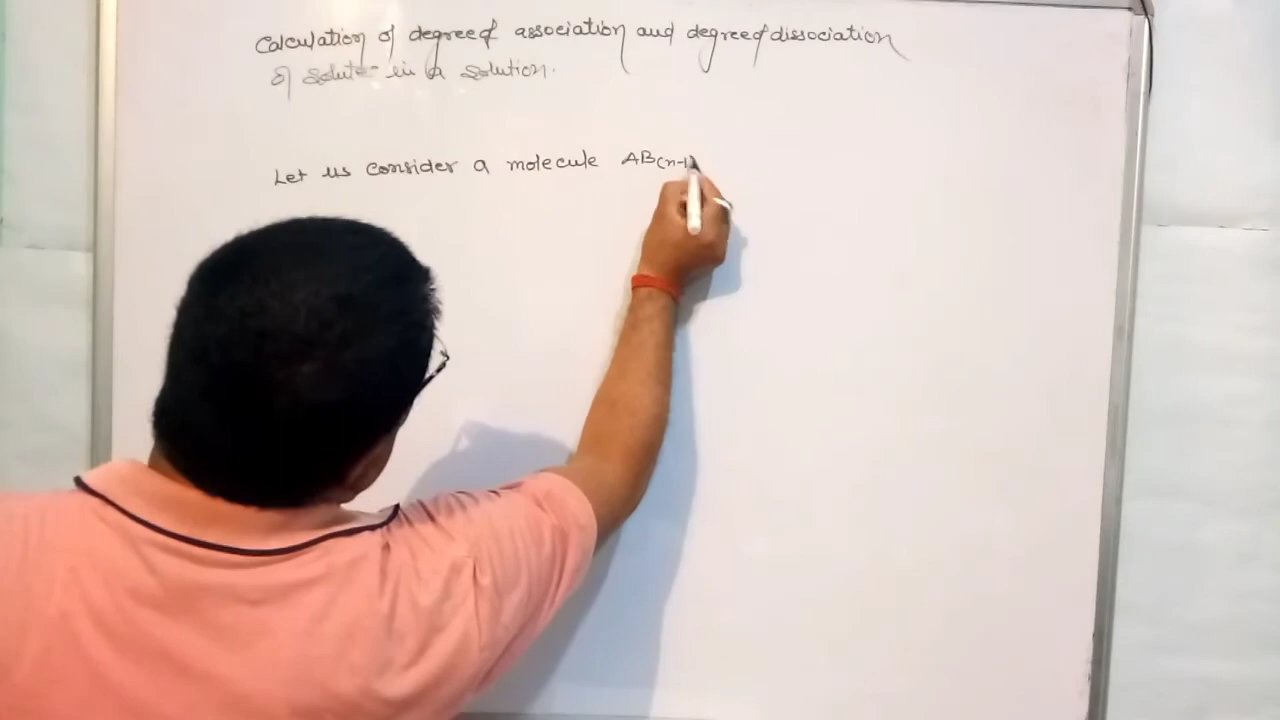 Calculation of degree of association and degree of dissociation
of solute in a solution.
Let us consider a molecule AB(n-1)